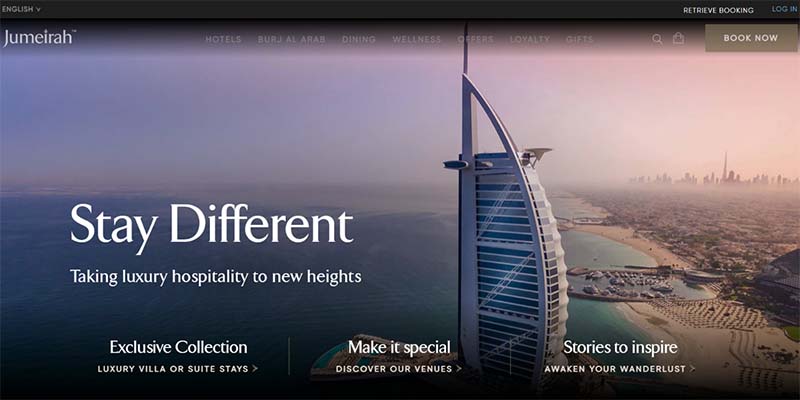 ENGLISH
RETRIEVE BOOKING
LOG IN
Jumeirah™
HOTELS
BURJ AL ARAB
DINING
WELLNESS
OFFERS
LOYALTY
GIFTS
BOOK NOW
Stay Different
Taking luxury hospitality to new heights
Exclusive Collection
LUXURY VILLA OR SUITE STAYS >
Make it special
DISCOVER OUR VENUES >
Stories to inspire
AWAKEN YOUR WANDERLUST >